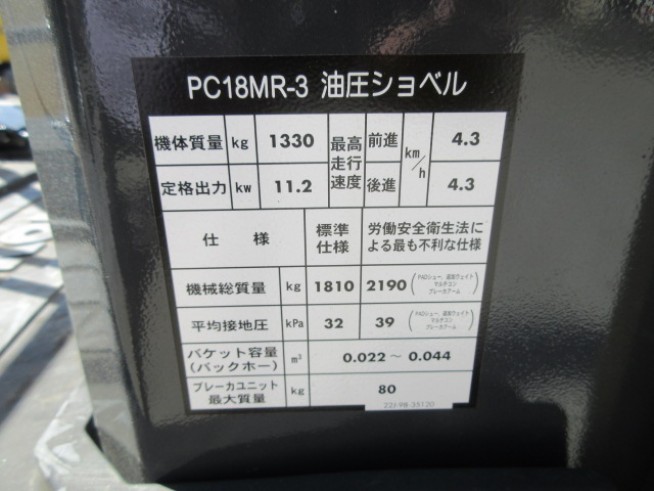 PC18MR-3 油圧ショベル
機体質量 kg 1330 最高走行速度 前進 km/h 4.3
定格出力 kw 11.2 後進 4.3
仕様 標準仕様 労働安全衛生法による最も不利な仕様
機械総質量 kg 1810 2190
平均接地圧 kPa 32 39
バケット容量(バックホー) m³ 0.022～0.044
ブレーカユニット最大質量 kg 80